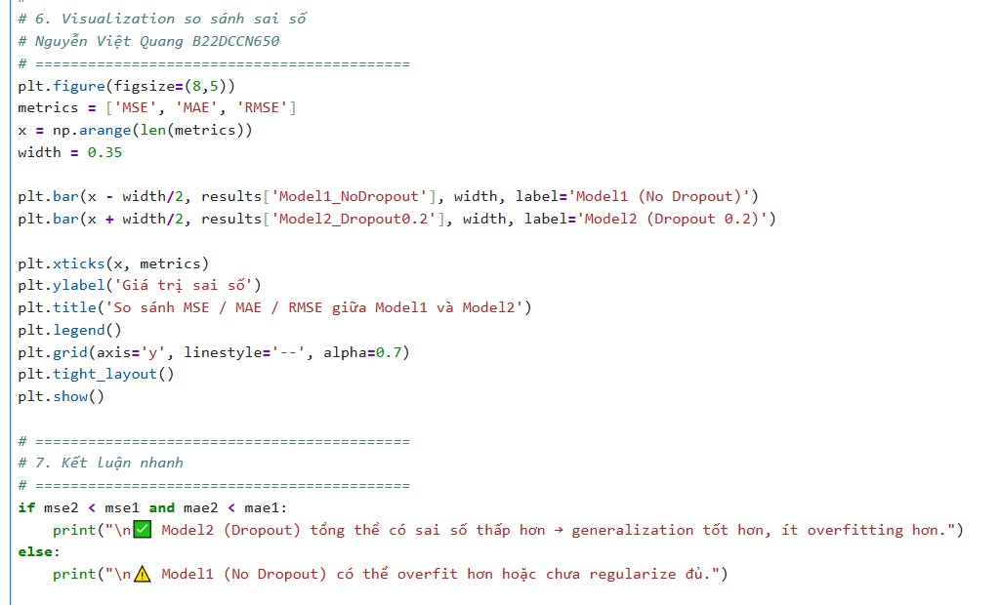 # 6. Visualization so sánh sai số
# Nguyễn Việt Quang B22DCCN650
# ===========================================
plt.figure(figsize=(8,5))
metrics = ['MSE', 'MAE', 'RMSE']
x = np.arange(len(metrics))
width = 0.35
plt.bar(x - width/2, results['Model1_NoDropout'], width, label='Model1 (No Dropout)')
plt.bar(x + width/2, results['Model2_Dropout0.2'], width, label='Model2 (Dropout 0.2)')
plt.xticks(x, metrics)
plt.ylabel('Giá trị sai số')
plt.title('So sánh MSE / MAE / RMSE giữa Model1 và Model2')
plt.legend()
plt.grid(axis='y', linestyle='--', alpha=0.7)
plt.tight_layout()
plt.show()
# ===========================================
# 7. Kết luận nhanh
# ===========================================
if mse2 < mse1 and mae2 < mae1:
    print("\n✅ Model2 (Dropout) tổng thể có sai số thấp hơn → generalization tốt hơn, ít overfitting hơn.")
else:
    print("\n⚠️ Model1 (No Dropout) có thể overfit hơn hoặc chưa regularize đủ.")